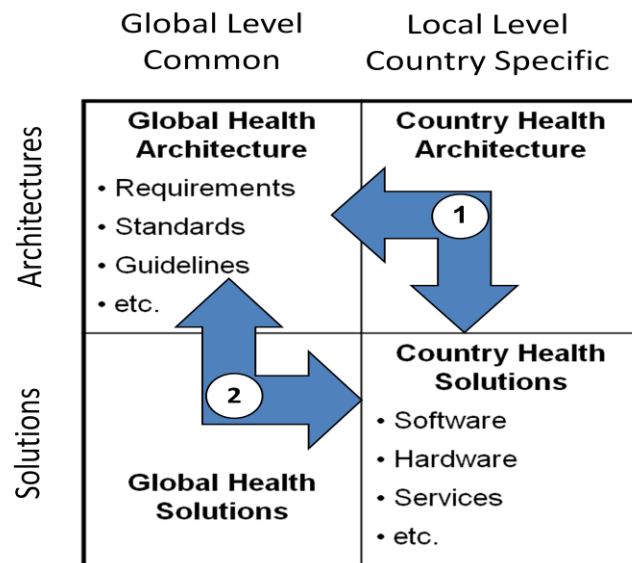 Global Level
Common
Local Level
Country Specific
Architectures
Global Health
Architecture
• Requirements
• Standards
• Guidelines
• etc.
Country Health
Architecture
1
Solutions
2
Global Health
Solutions
Country Health
Solutions
• Software
• Hardware
• Services
• etc.